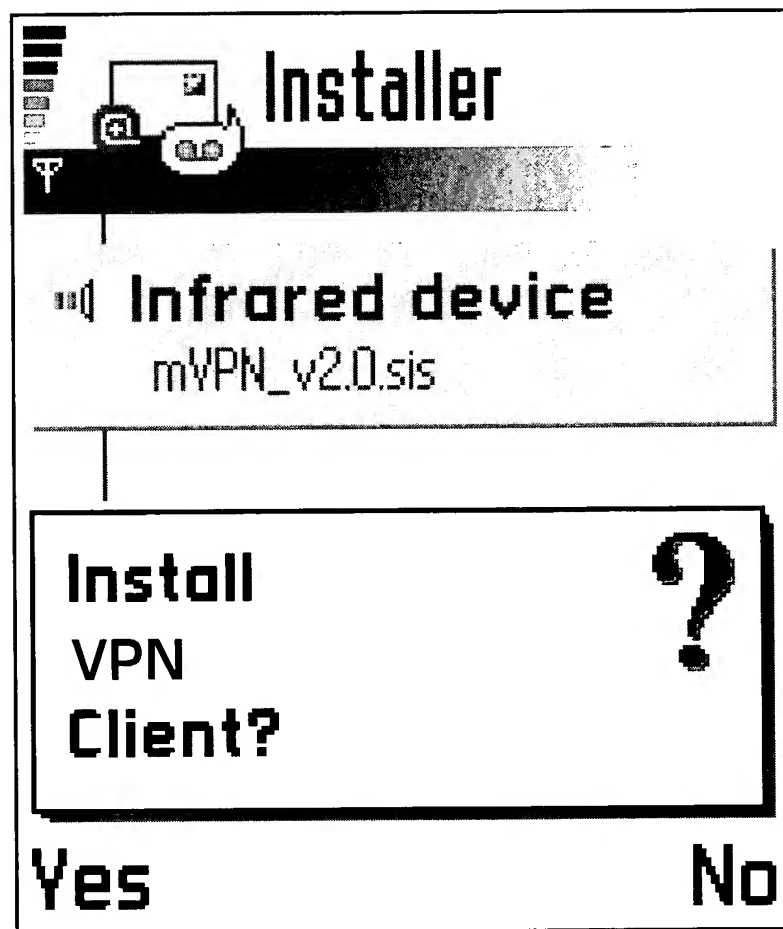 Installer
Infrared device
mVPN_v2.0.sis
Install
VPN
Client?
?
Yes
No